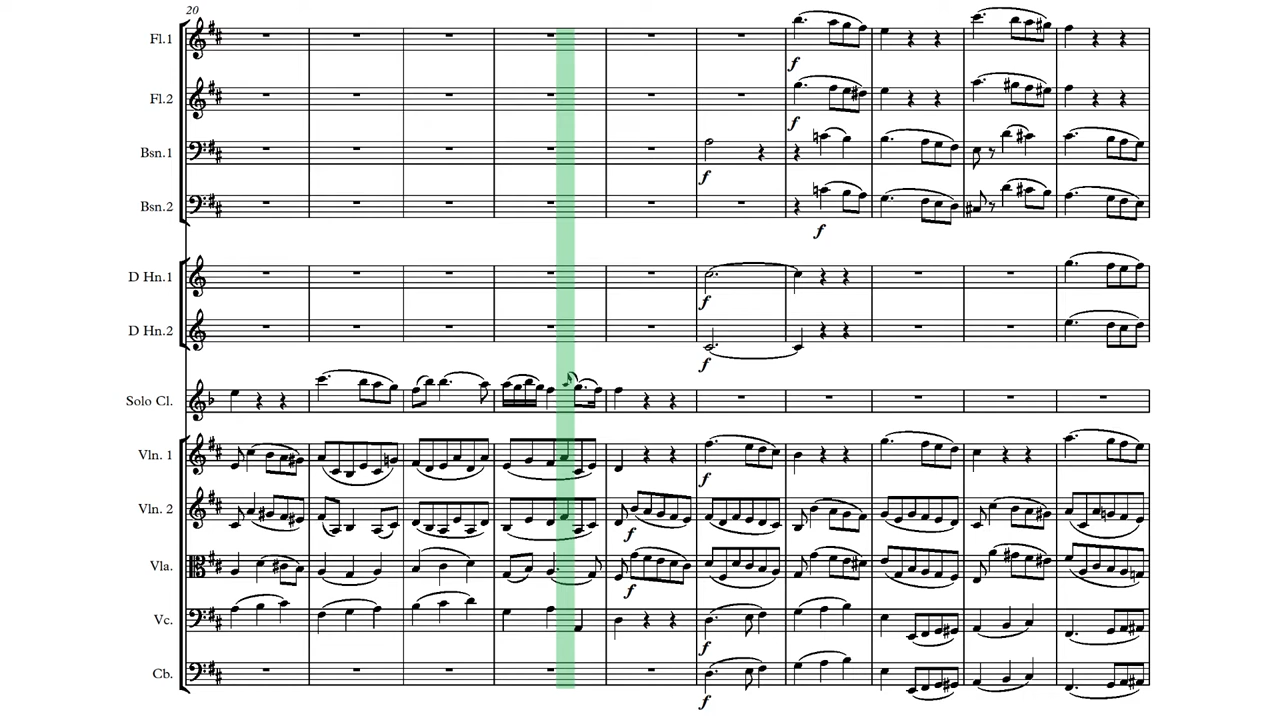 20
Fl.1
f
Fl.2
f
Bsn.1
f
Bsn.2
f
D Hn.1
f
D Hn.2
f
Solo Cl.
Vln. 1
f
Vln. 2
f
Vla.
f
Vc.
f
Cb.
f